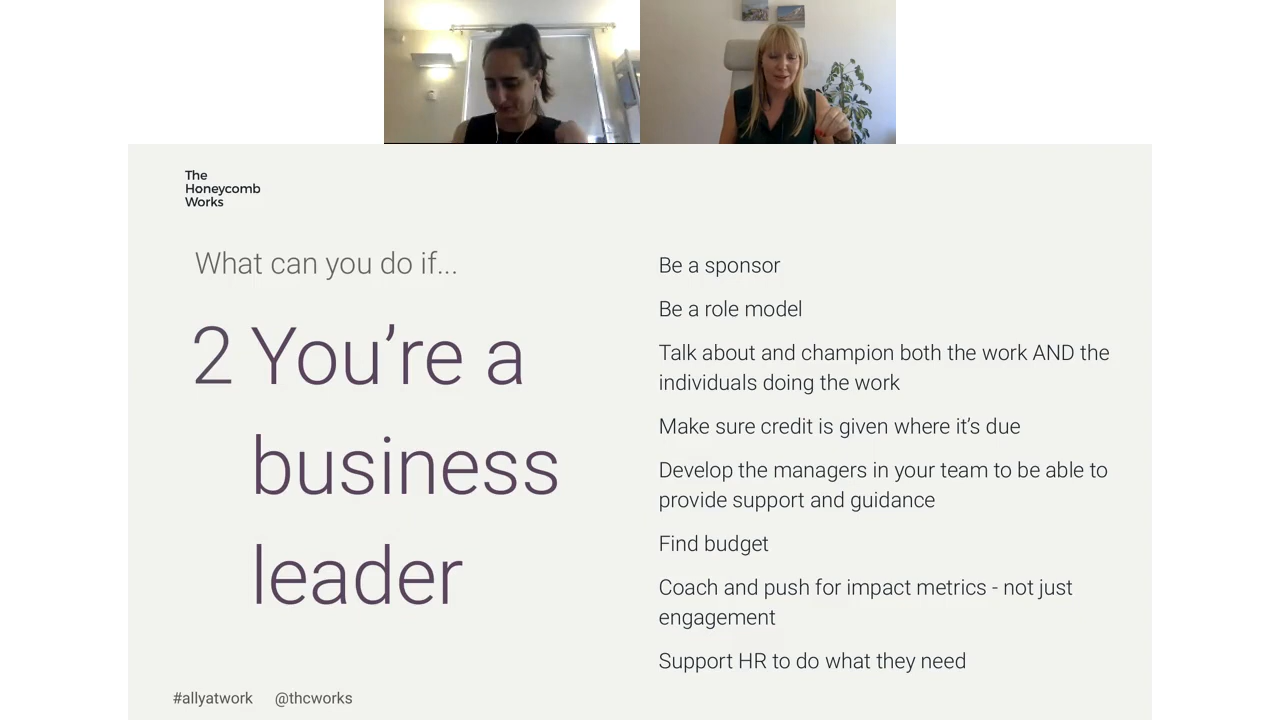 The
Honeycomb
Works
What can you do if...
2 You’re a
business
leader
Be a sponsor
Be a role model
Talk about and champion both the work AND the
individuals doing the work
Make sure credit is given where it’s due
Develop the managers in your team to be able to
provide support and guidance
Find budget
Coach and push for impact metrics - not just
engagement
Support HR to do what they need
#allyatwork @thcworks